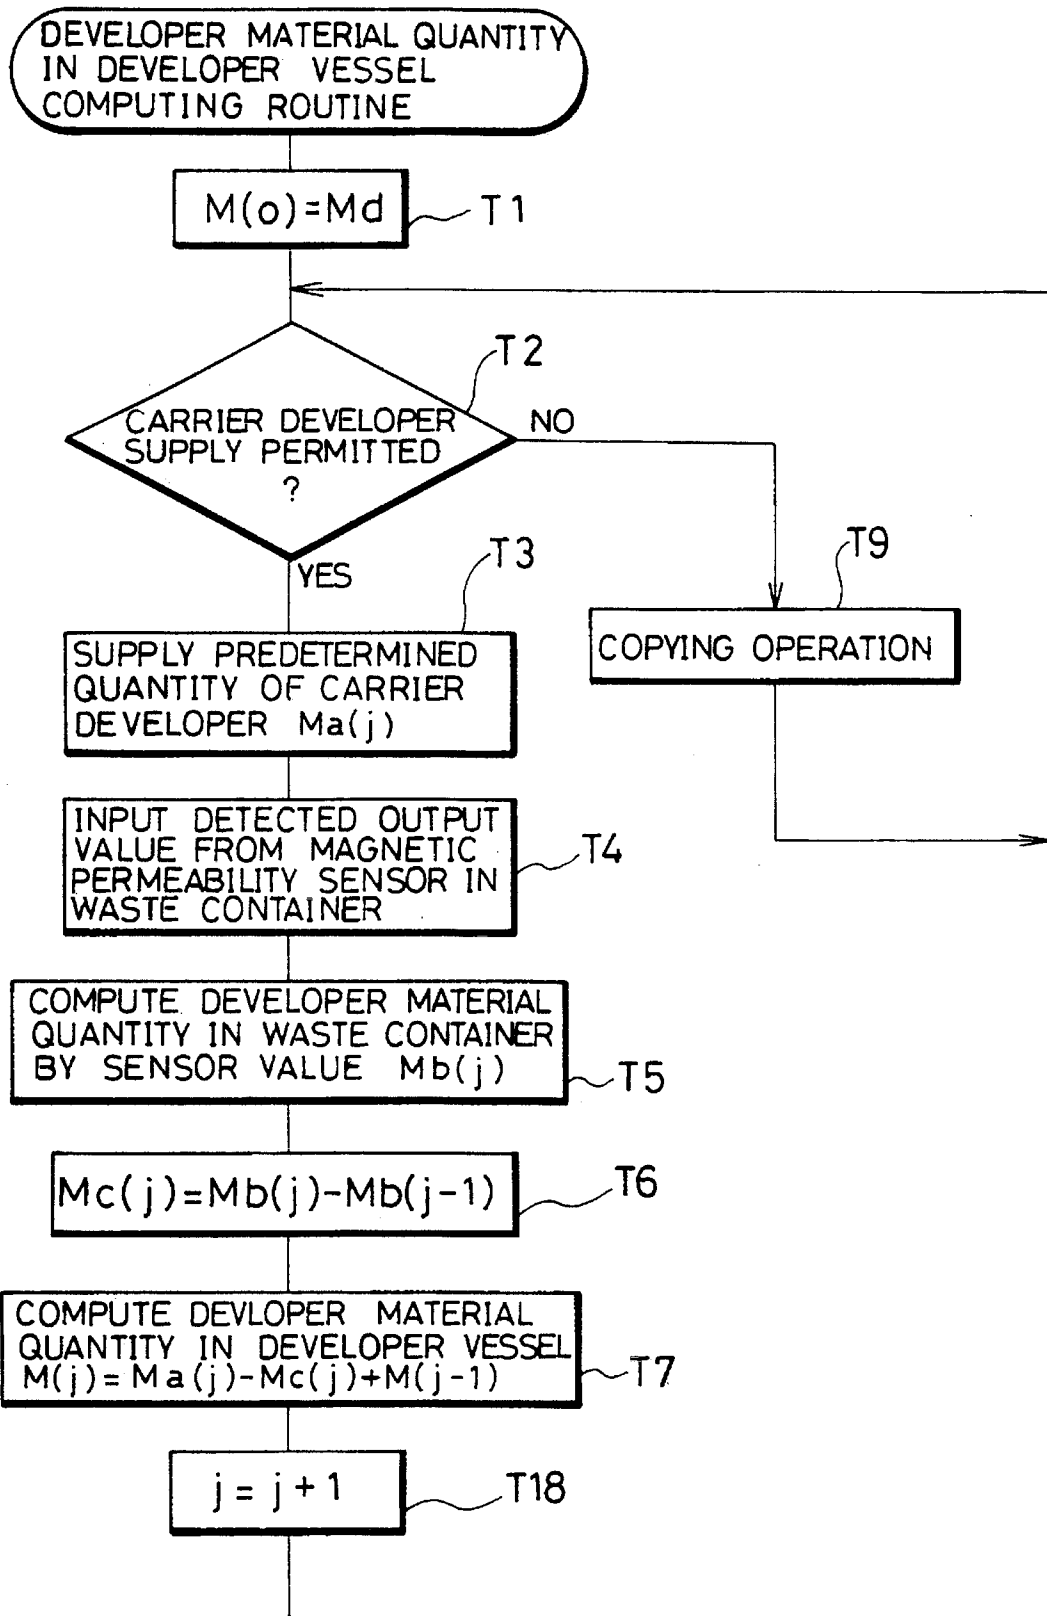 DEVELOPER MATERIAL QUANTITY
IN DEVELOPER VESSEL
COMPUTING ROUTINE
M(o)=Md
T1
T2
CARRIER DEVELOPER
SUPPLY PERMITTED
?
NO
YES
T3
SUPPLY PREDETERMINED
QUANTITY OF CARRIER
DEVELOPER Ma(j)
T9
COPYING OPERATION
INPUT DETECTED OUTPUT
VALUE FROM MAGNETIC
PERMEABILITY SENSOR IN
WASTE CONTAINER
T4
COMPUTE DEVELOPER MATERIAL
QUANTITY IN WASTE CONTAINER
BY SENSOR VALUE Mb(j)
T5
Mc(j)=Mb(j)-Mb(j-1)
T6
COMPUTE DEVLOPER MATERIAL
QUANTITY IN DEVELOPER VESSEL
M(j)=Ma(j)-Mc(j)+M(j-1)
T7
j=j+1
T18